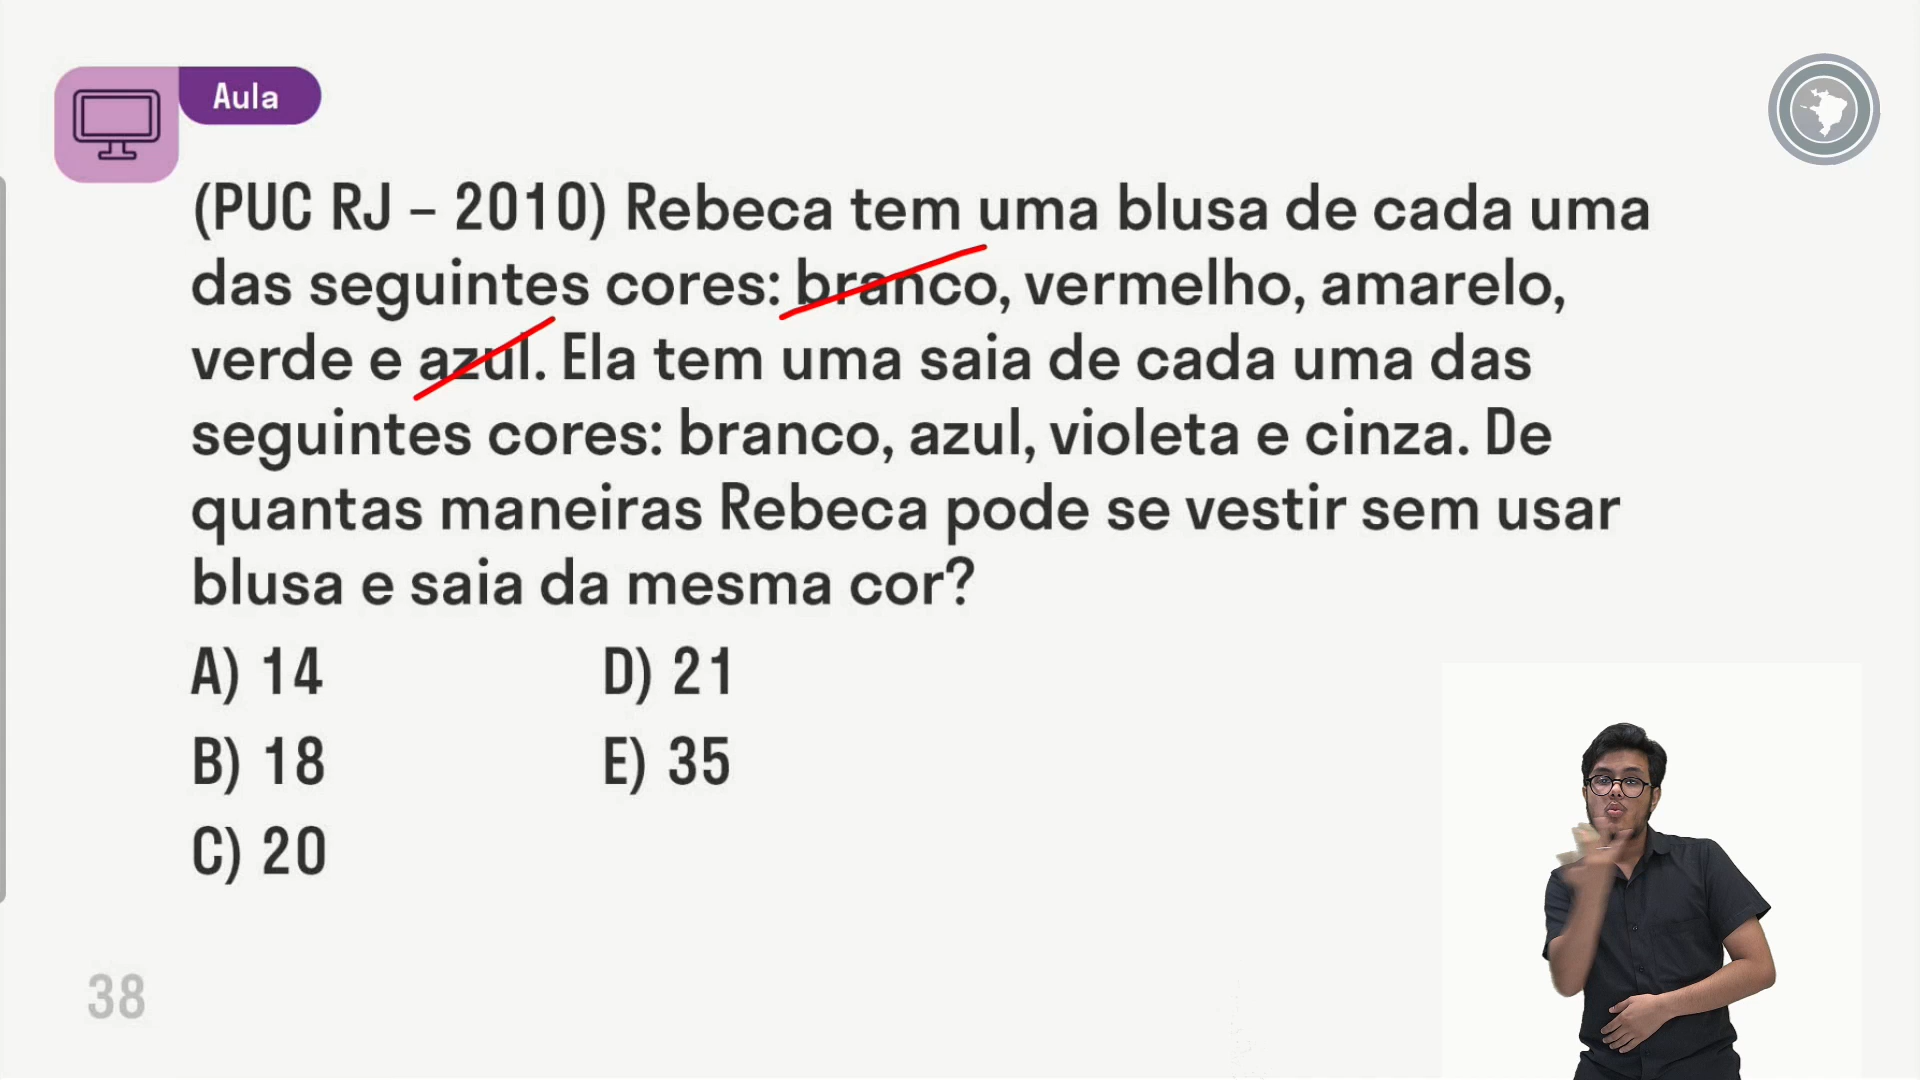 Aula
(PUC RJ – 2010) Rebeca tem uma blusa de cada uma
das seguintes cores: branco, vermelho, amarelo,
verde e azul. Ela tem uma saia de cada uma das
seguintes cores: branco, azul, violeta e cinza. De
quantas maneiras Rebeca pode se vestir sem usar
blusa e saia da mesma cor?
A) 14
B) 18
C) 20
D) 21
E) 35
38